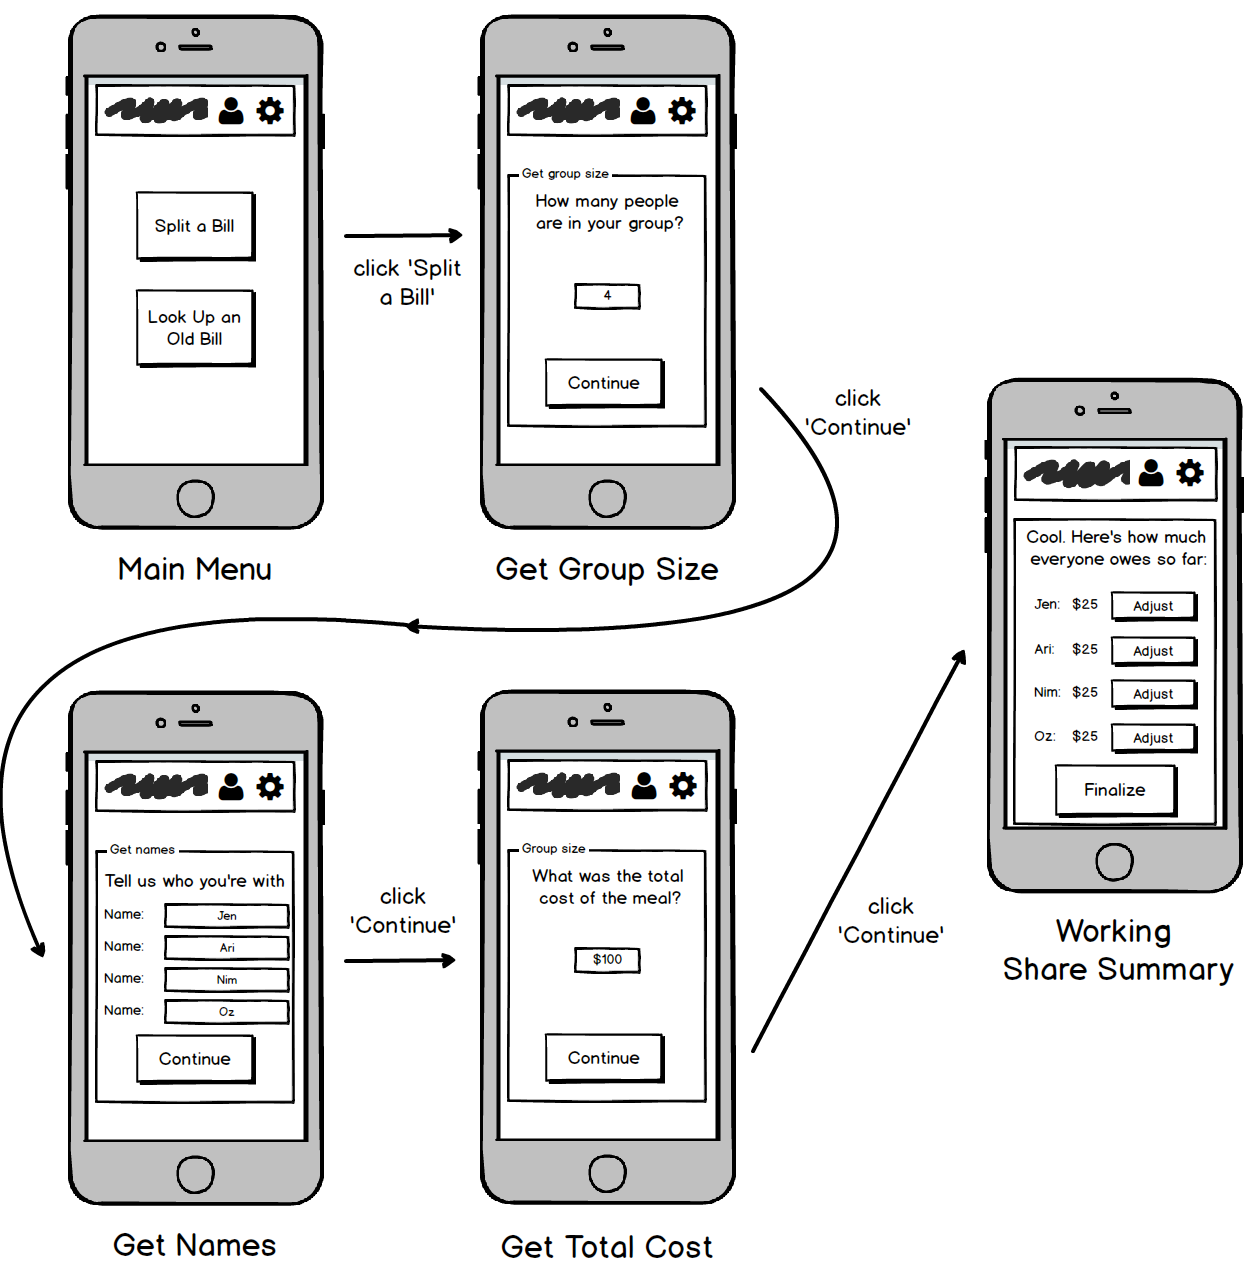 Split a Bill
Look Up an
Old Bill
Main Menu
click 'Split
a Bill'
Get group size
How many people
are in your group?
4
Continue
Get Group Size
click
'Continue'
Get names
Tell us who you're with
Name: Jen
Name: Ari
Name: Nim
Name: Oz
Continue
Get Names
click
'Continue'
Group size
What was the total
cost of the meal?
$100
Continue
Get Total Cost
click
'Continue'
Cool. Here's how much
everyone owes so far:
Jen: $25 Adjust
Ari: $25 Adjust
Nim: $25 Adjust
Oz: $25 Adjust
Finalize
Working
Share Summary